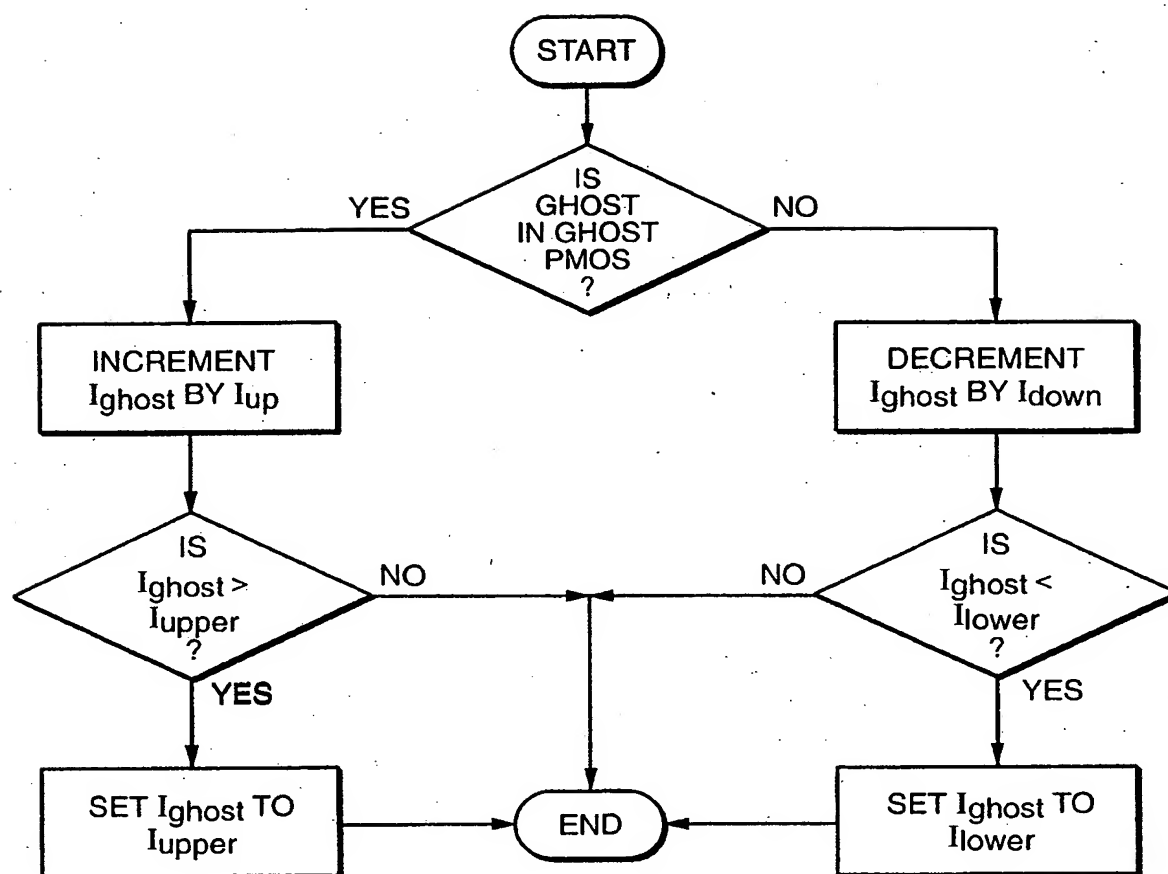 START
IS
GHOST
IN GHOST
PMOS
?
YES
NO
INCREMENT
Ighost BY Iup
DECREMENT
Ighost BY Idown
IS
Ighost >
Iupper
?
NO
YES
IS
Ighost <
Ilower
?
NO
YES
SET Ighost TO
Iupper
END
SET Ighost TO
Ilower